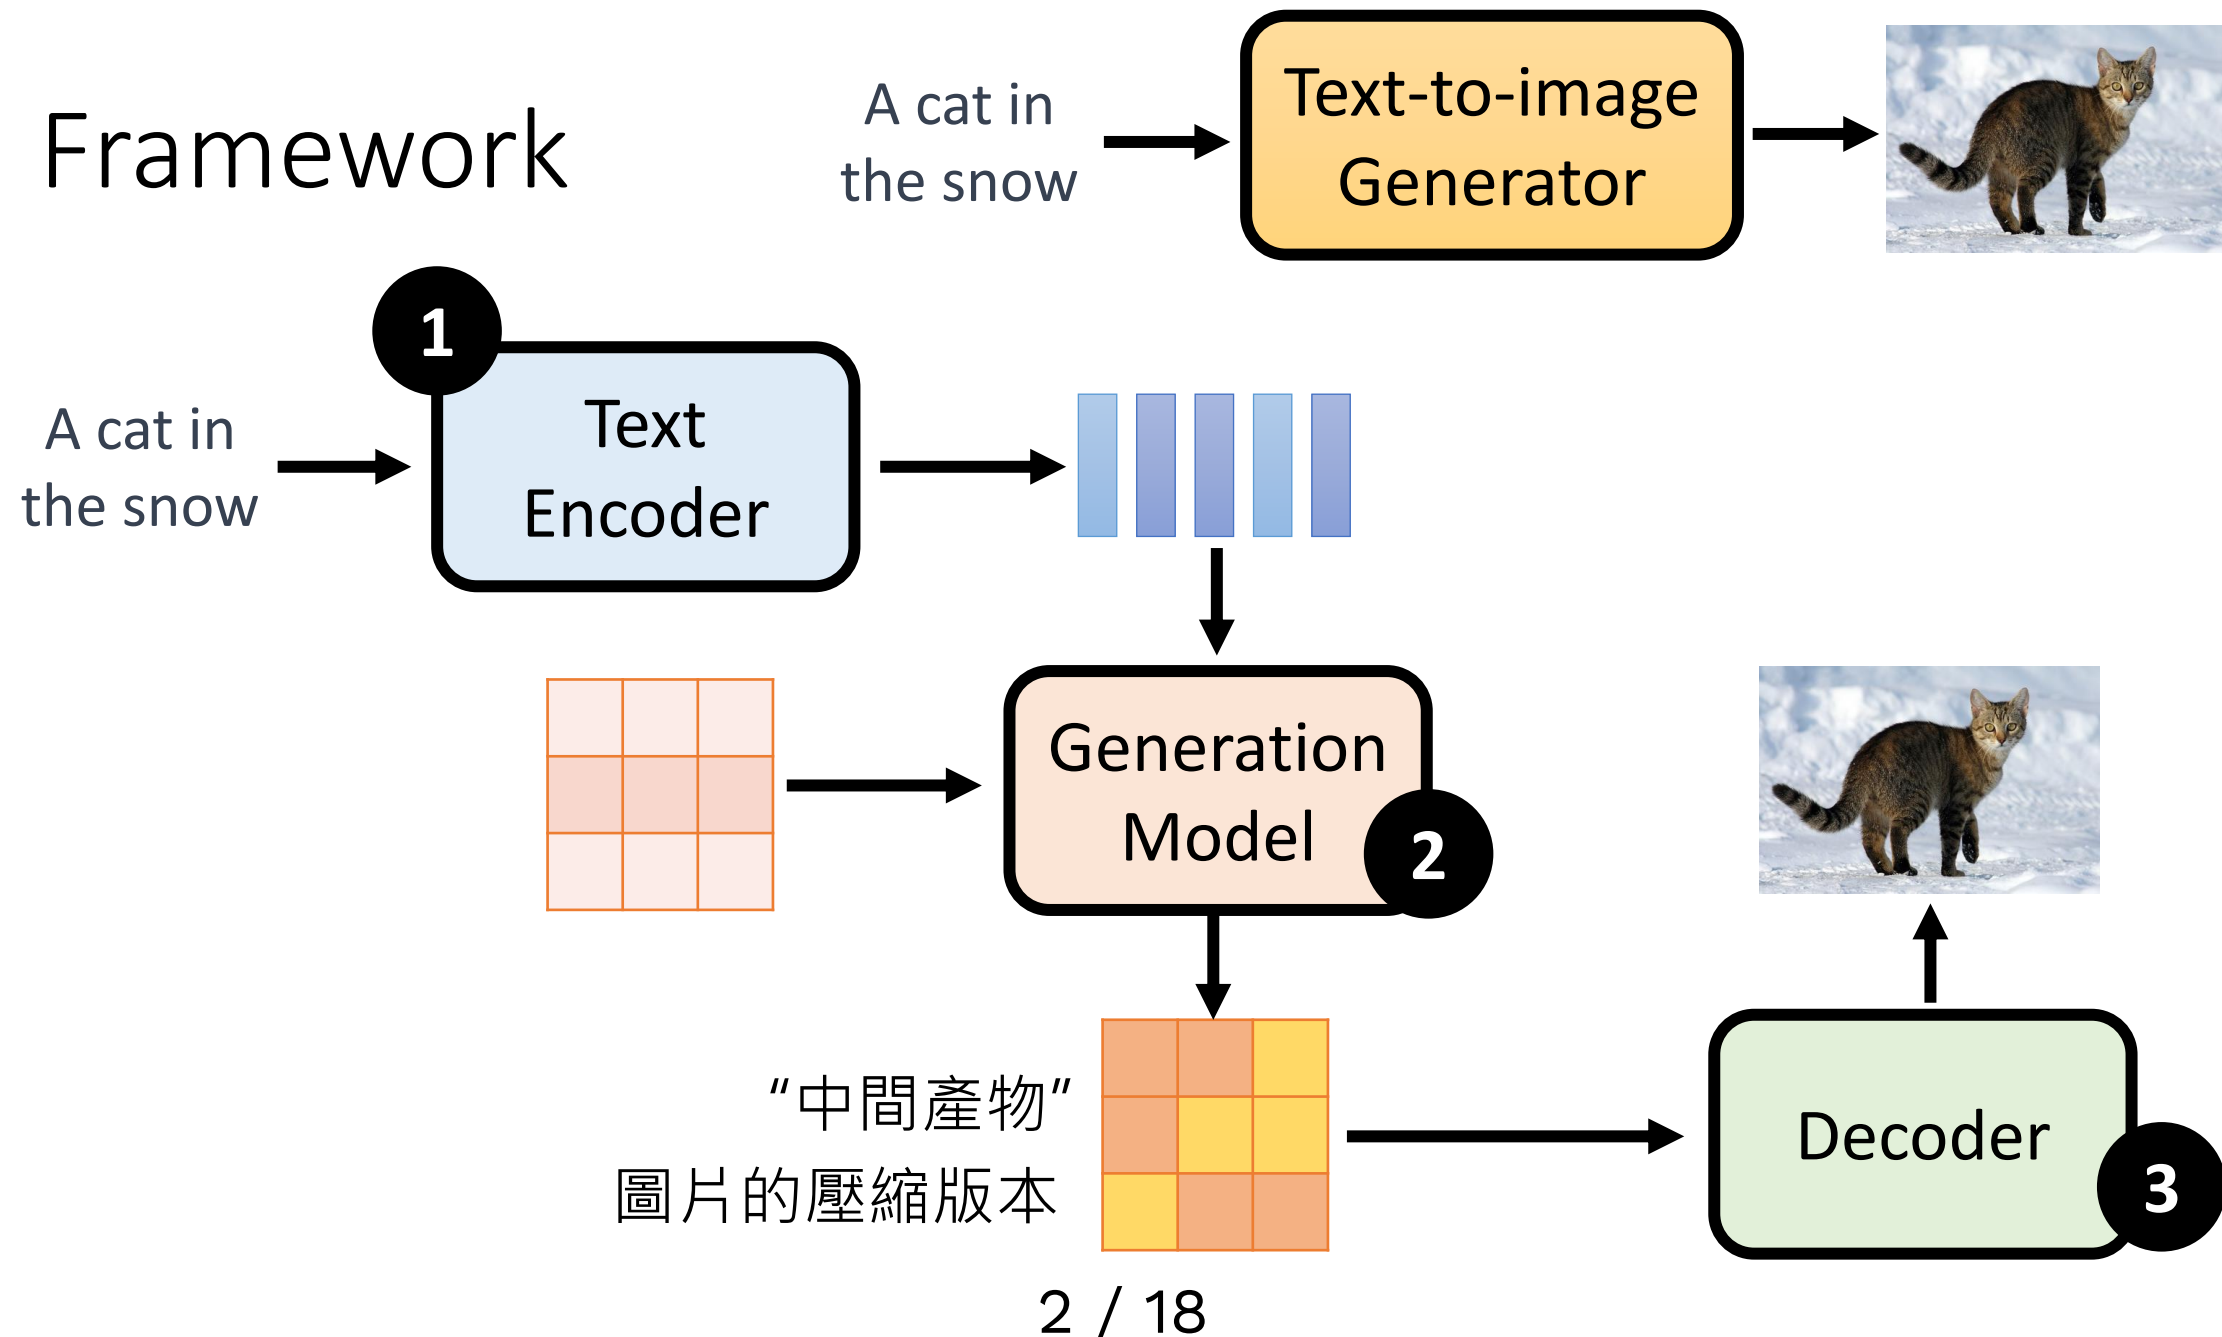 Framework
A cat in
the snow
Text-to-image
Generator
1
A cat in
the snow
Text
Encoder
Generation
Model
2
“中間產物”
圖片的壓縮版本
Decoder
3
2 / 18